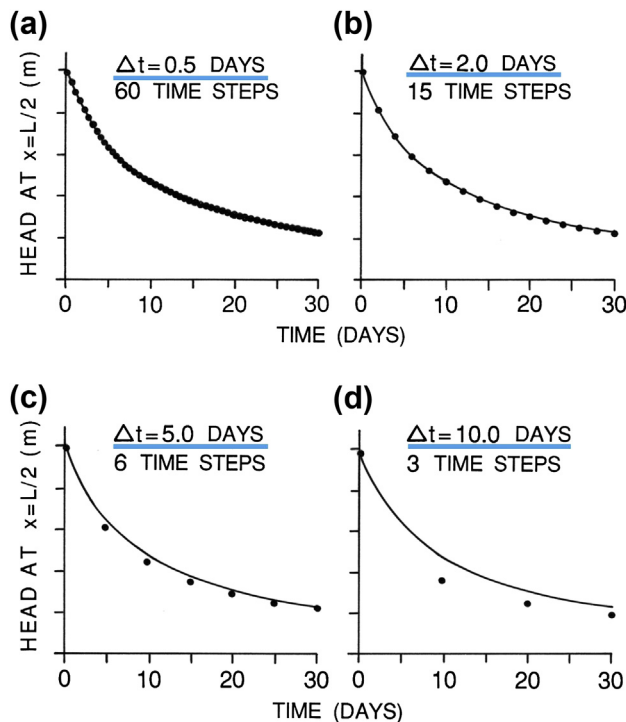 (a)
Δt=0.5 DAYS
60 TIME STEPS
HEAD AT x=L/2 (m)
0 10 20 30
(b)
Δt=2.0 DAYS
15 TIME STEPS
0 10 20 30
TIME (DAYS)
(c)
Δt=5.0 DAYS
6 TIME STEPS
HEAD AT x=L/2 (m)
0 10 20 30
(d)
Δt=10.0 DAYS
3 TIME STEPS
0 10 20 30
TIME (DAYS)